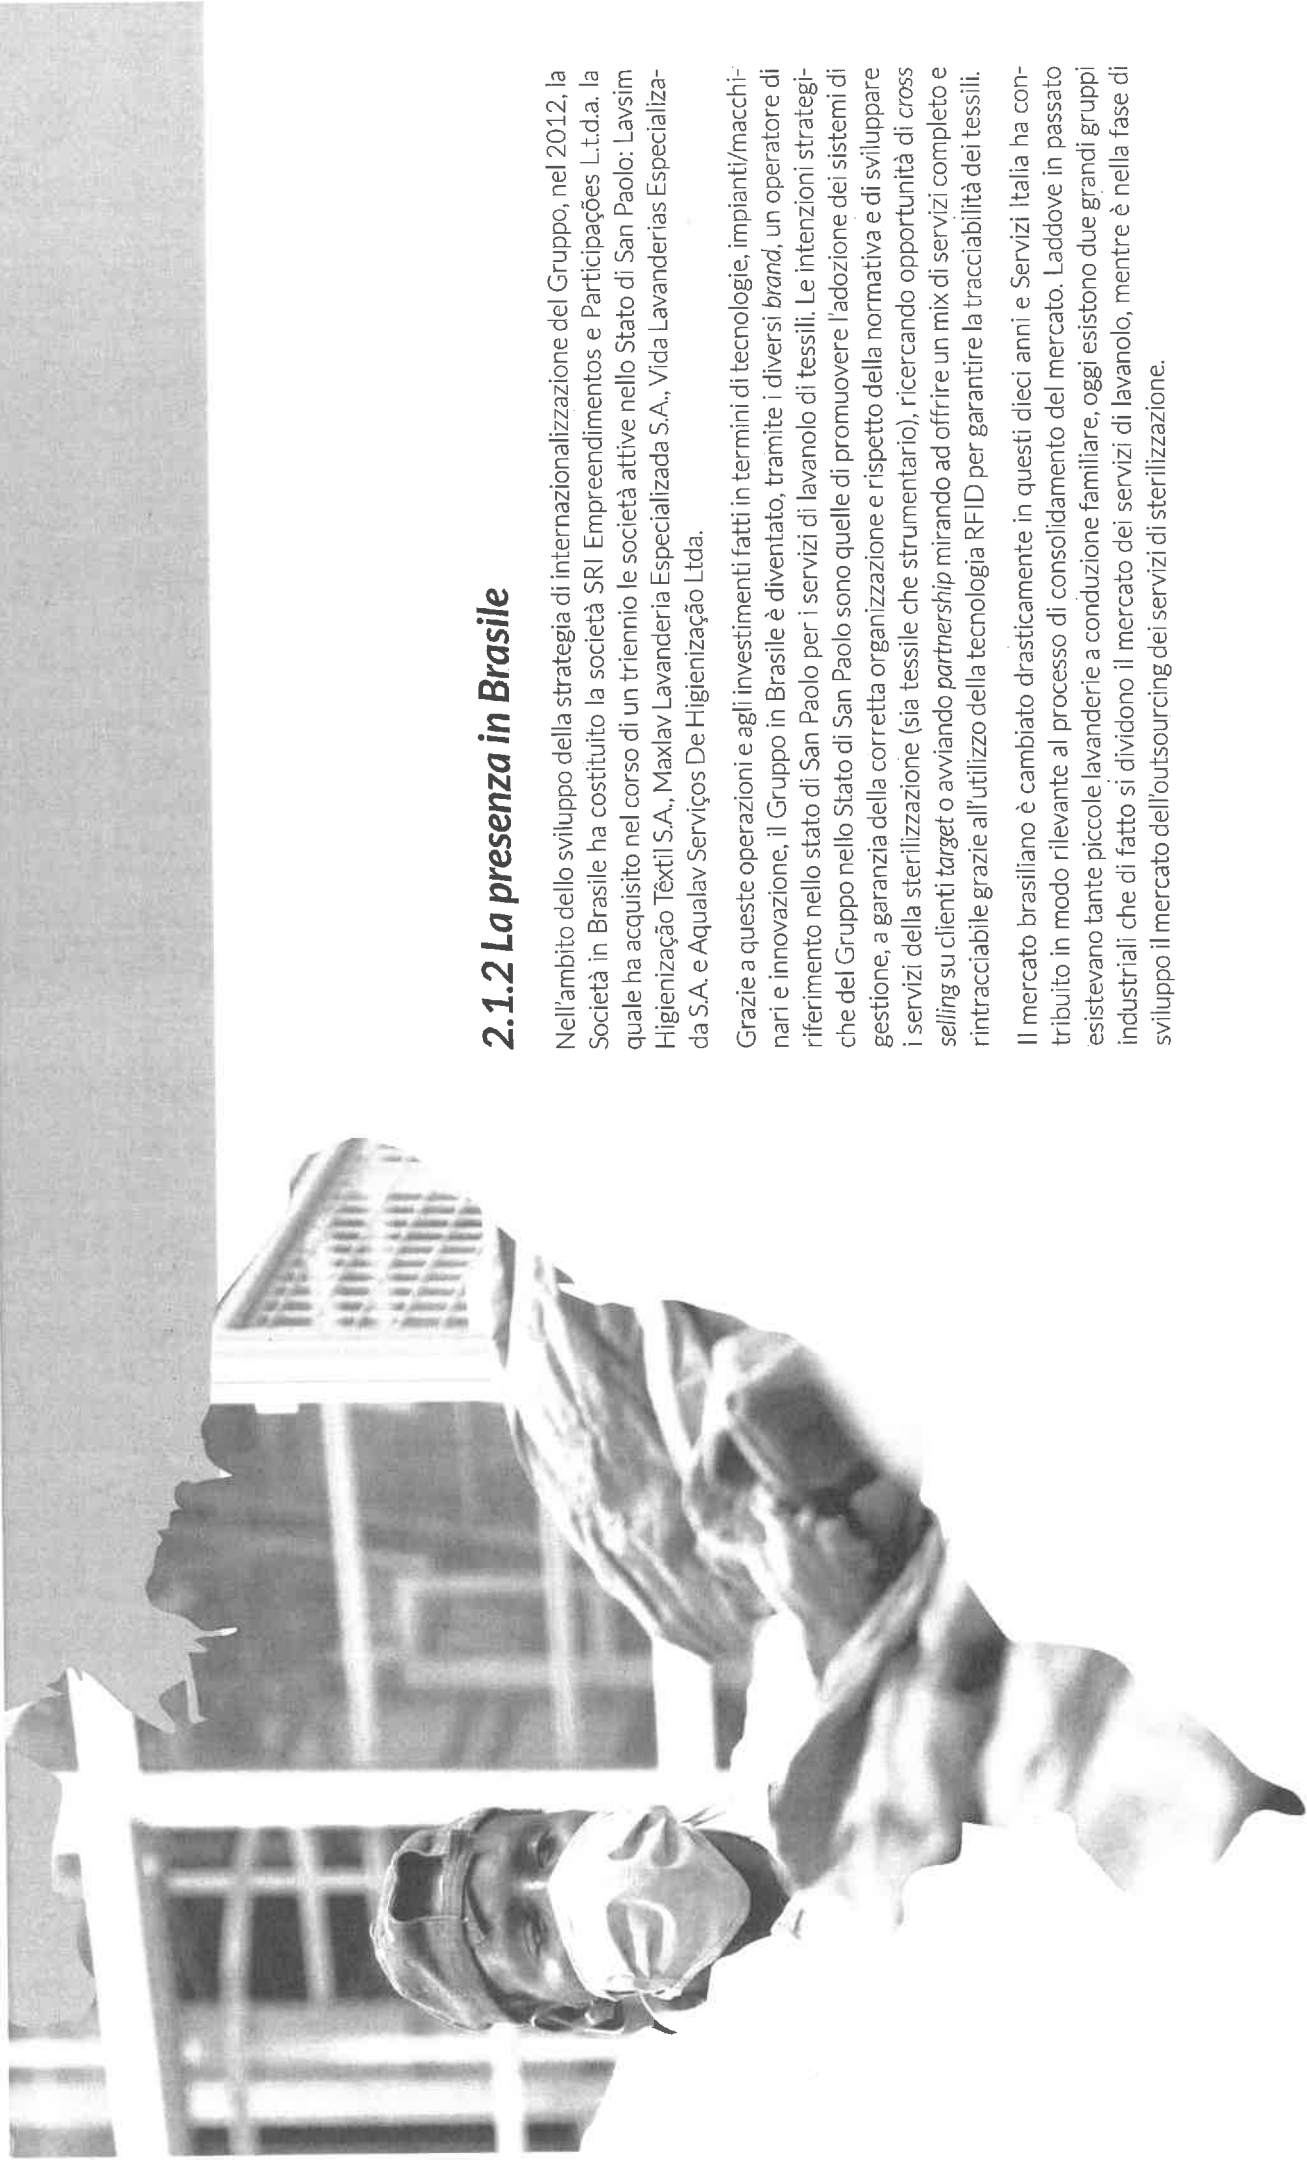 2.1.2 La presenza in Brasile
Nell'ambito dello sviluppo della strategia di internazionalizzazione del Gruppo, nel 2012, la
Società in Brasile ha costituito la società SRI Empreendimentos e Participações L.t.d.a. la
quale ha acquisito nel corso di un triennio le società attive nello Stato di San Paolo: Lavsim
Higienização Têxtil S.A., Maxlav Lavanderia Especializada S.A., Vida Lavanderias Especializa-
da S.A. e Aqualav Serviços De Higienização Ltda.
Grazie a queste operazioni e agli investimenti fatti in termini di tecnologie, impianti/macchi-
nari e innovazione, il Gruppo in Brasile è diventato, tramite i diversi brand, un operatore di
riferimento nello stato di San Paolo per i servizi di lavanolo di tessili. Le intenzioni strategi-
che del Gruppo nello Stato di San Paolo sono quelle di promuovere l'adozione dei sistemi di
gestione, a garanzia della corretta organizzazione e rispetto della normativa e di sviluppare
i servizi della sterilizzazione (sia tessile che strumentario), ricercando opportunità di cross
selling su clienti target o avviando partnership mirando ad offrire un mix di servizi completo e
rintracciabile grazie all'utilizzo della tecnologia RFID per garantire la tracciabilità dei tessili.
Il mercato brasiliano è cambiato drasticamente in questi dieci anni e Servizi Italia ha con-
tribuito in modo rilevante al processo di consolidamento del mercato. Laddove in passato
esistevano tante piccole lavanderie a conduzione familiare, oggi esistono due grandi gruppi
industriali che di fatto si dividono il mercato dei servizi di lavanolo, mentre è nella fase di
sviluppo il mercato dell'outsourcing dei servizi di sterilizzazione.